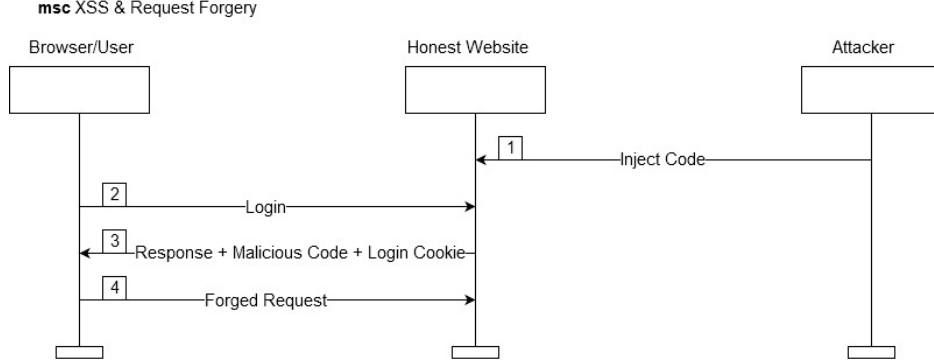 msc XSS & Request Forgery
Browser/User
Honest Website
Attacker
1
Inject Code
2
Login
3
Response + Malicious Code + Login Cookie
4
Forged Request